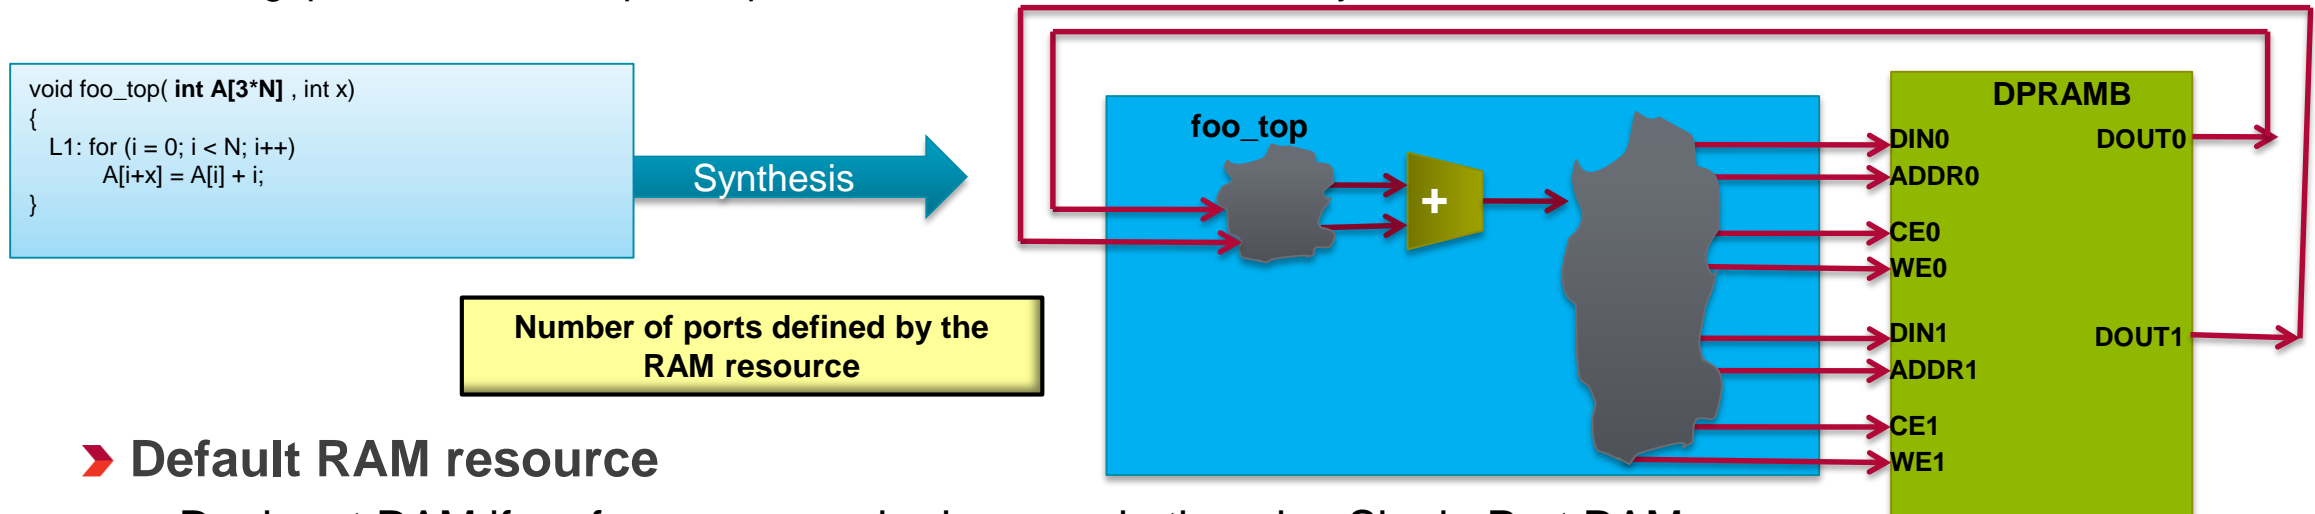 void foo_top( int A[3*N] , int x)
{
L1: for (i = 0; i < N; i++)
A[i+x] = A[i] + i;
}
Synthesis
foo_top
+
DPRAMB
DIN0
DOUT0
ADDR0
CE0
WE0
DIN1
DOUT1
ADDR1
CE1
WE1
Number of ports defined by the
RAM resource
Default RAM resource